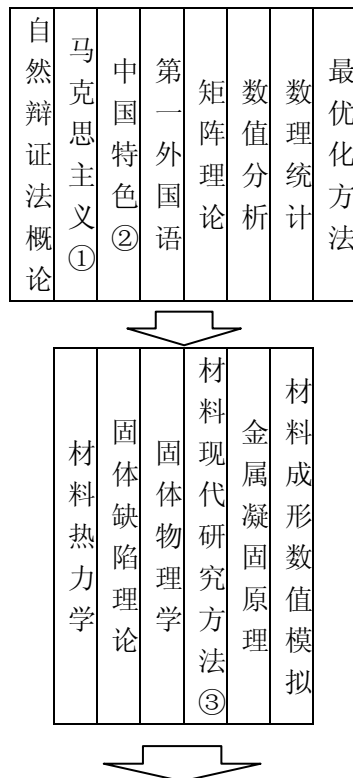 自然辩证法概论
马克思主义①
中国特色②
第一外国语
矩阵理论
数值分析
数理统计
最优化方法
材料热力学
固体缺陷理论
固体物理学
材料现代研究方法③
金属凝固原理
材料成形数值模拟